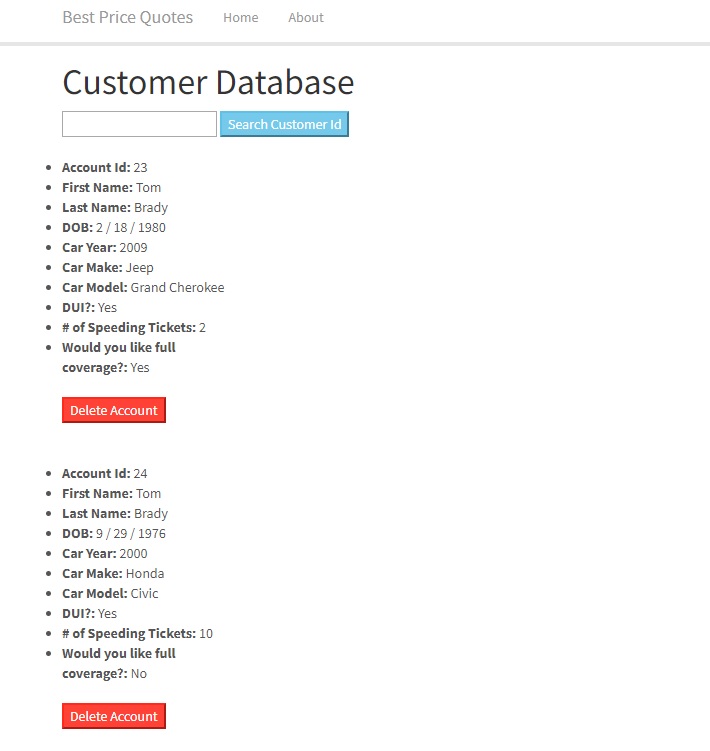 Best Price Quotes Home About
Customer Database
Search Customer Id
Account Id: 23
First Name: Tom
Last Name: Brady
DOB: 2 / 18 / 1980
Car Year: 2009
Car Make: Jeep
Car Model: Grand Cherokee
DUI?: Yes
# of Speeding Tickets: 2
Would you like full
coverage?: Yes
Delete Account
Account Id: 24
First Name: Tom
Last Name: Brady
DOB: 9 / 29 / 1976
Car Year: 2000
Car Make: Honda
Car Model: Civic
DUI?: Yes
# of Speeding Tickets: 10
Would you like full
coverage?: No
Delete Account